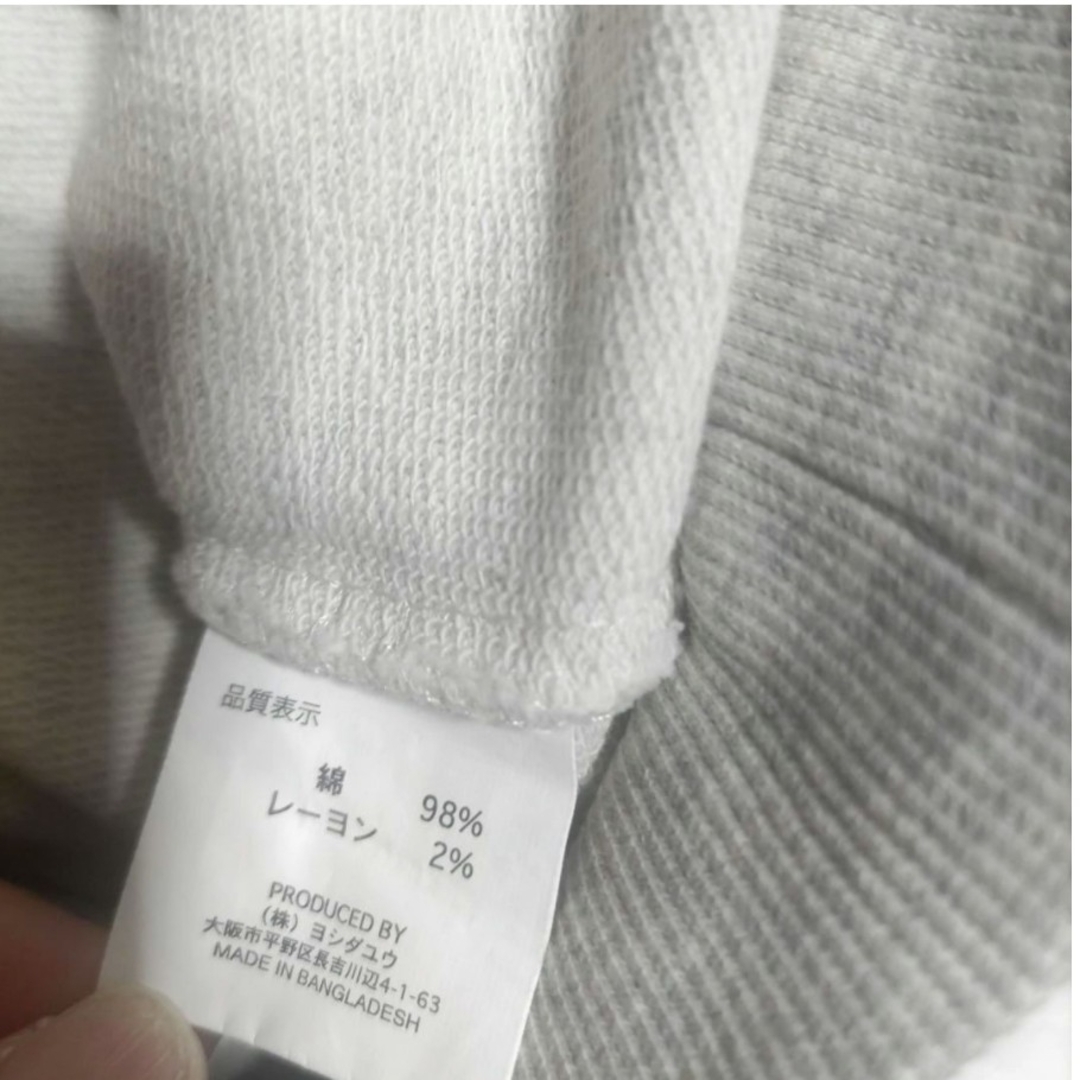 品質表示
綿 98%
レーヨン 2%
PRODUCED BY
(株)ヨシダユウ
大阪市平野区長吉川辺4-1-63
MADE IN BANGLADESH